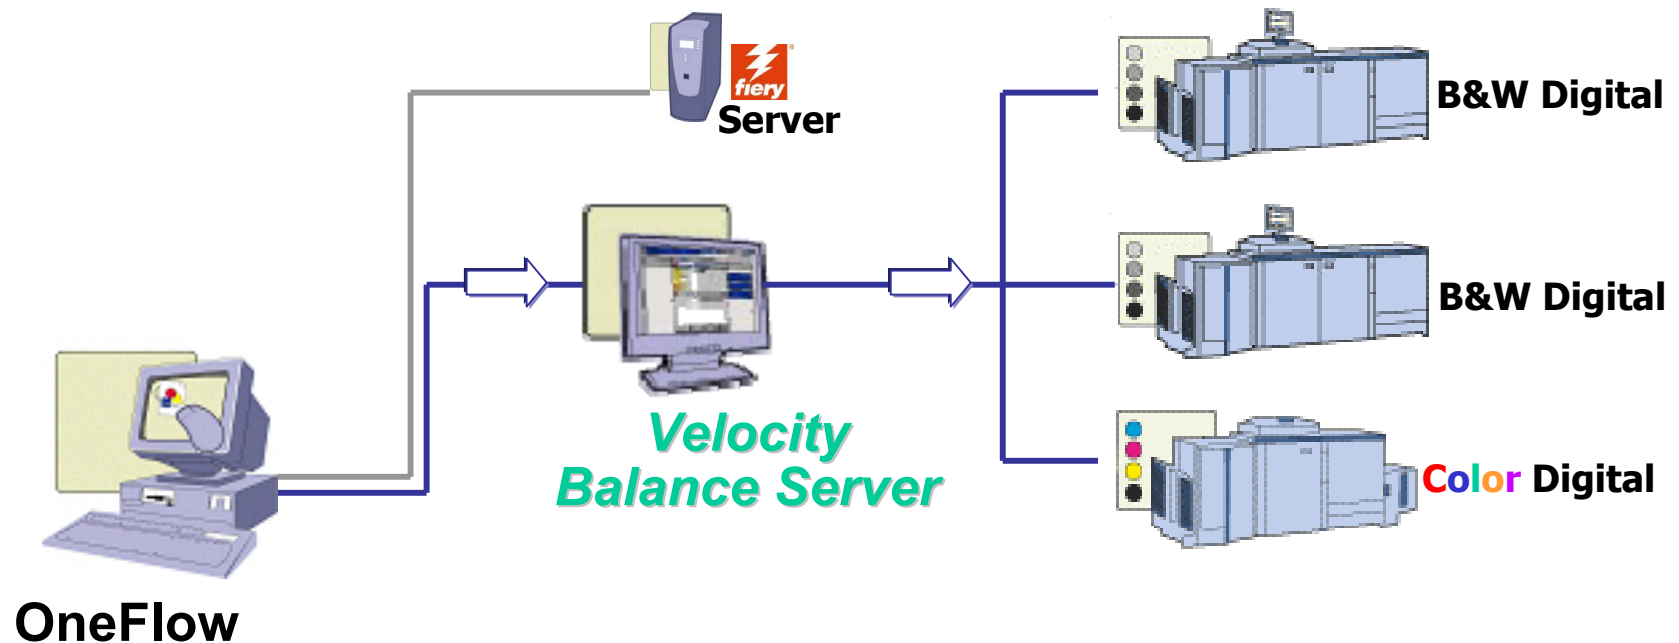 fiery
Server
B&W Digital
B&W Digital
Velocity
Balance Server
Color Digital
OneFlow